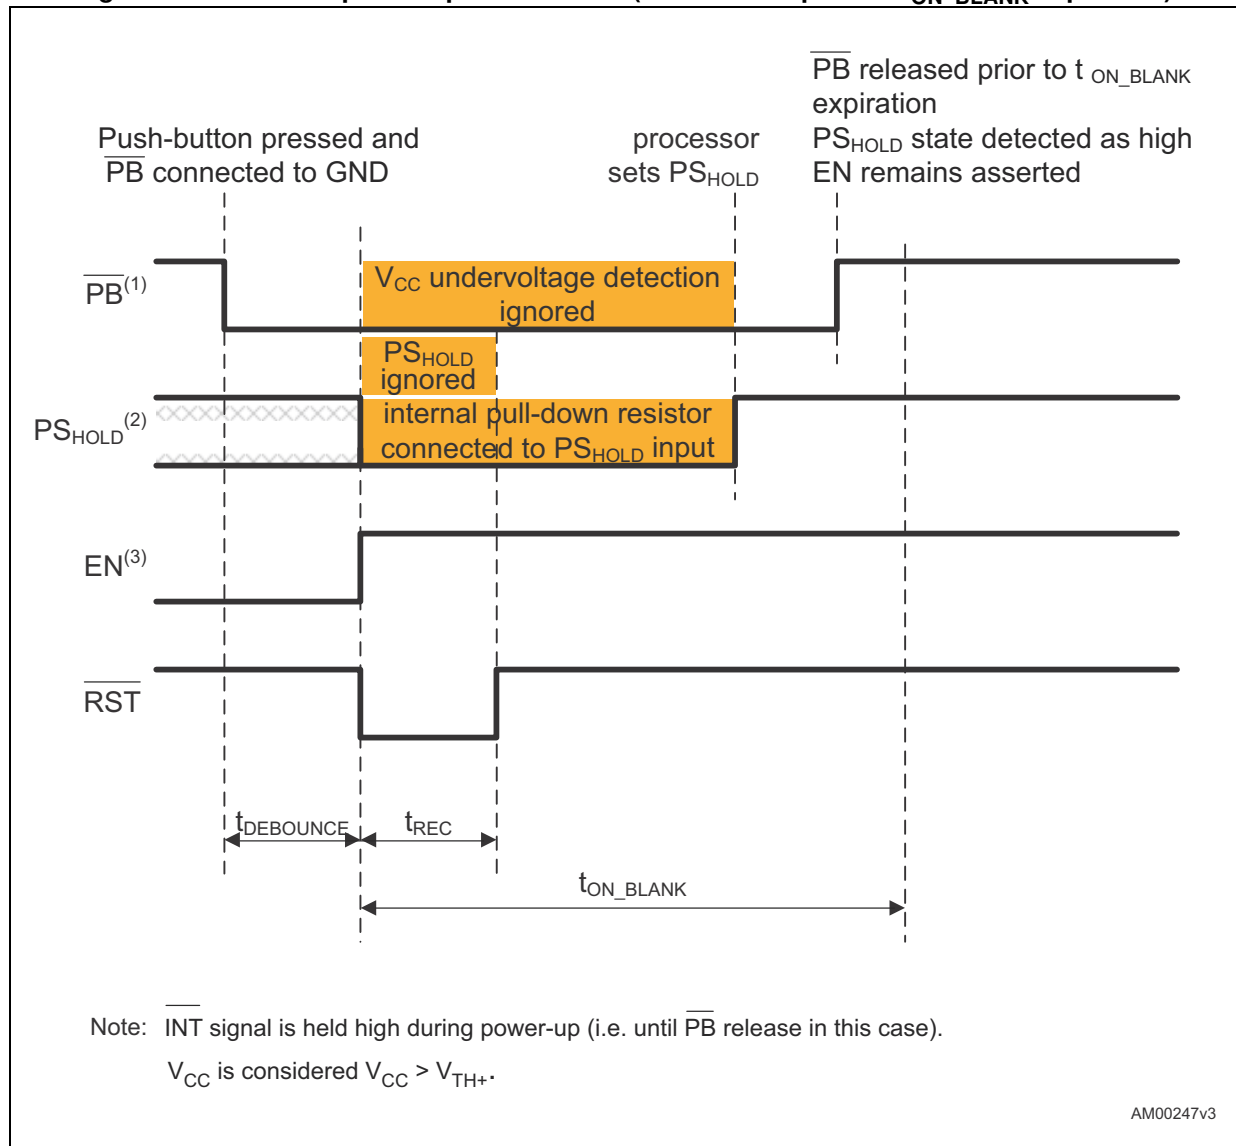 PB released prior to t ON_BLANK
expiration
Push-button pressed and
PB connected to GND
processor
sets PSHOLD
PSHOLD state detected as high
EN remains asserted
PB(1)
VCC undervoltage detection
ignored
PSHOLD
ignored
PSHOLD(2)
internal pull-down resistor
connected to PSHOLD input
EN(3)
RST
tDEBOUNCE
tREC
tON_BLANK
Note: INT signal is held high during power-up (i.e. until PB release in this case).
VCC is considered VCC > VTH+.
AM00247v3